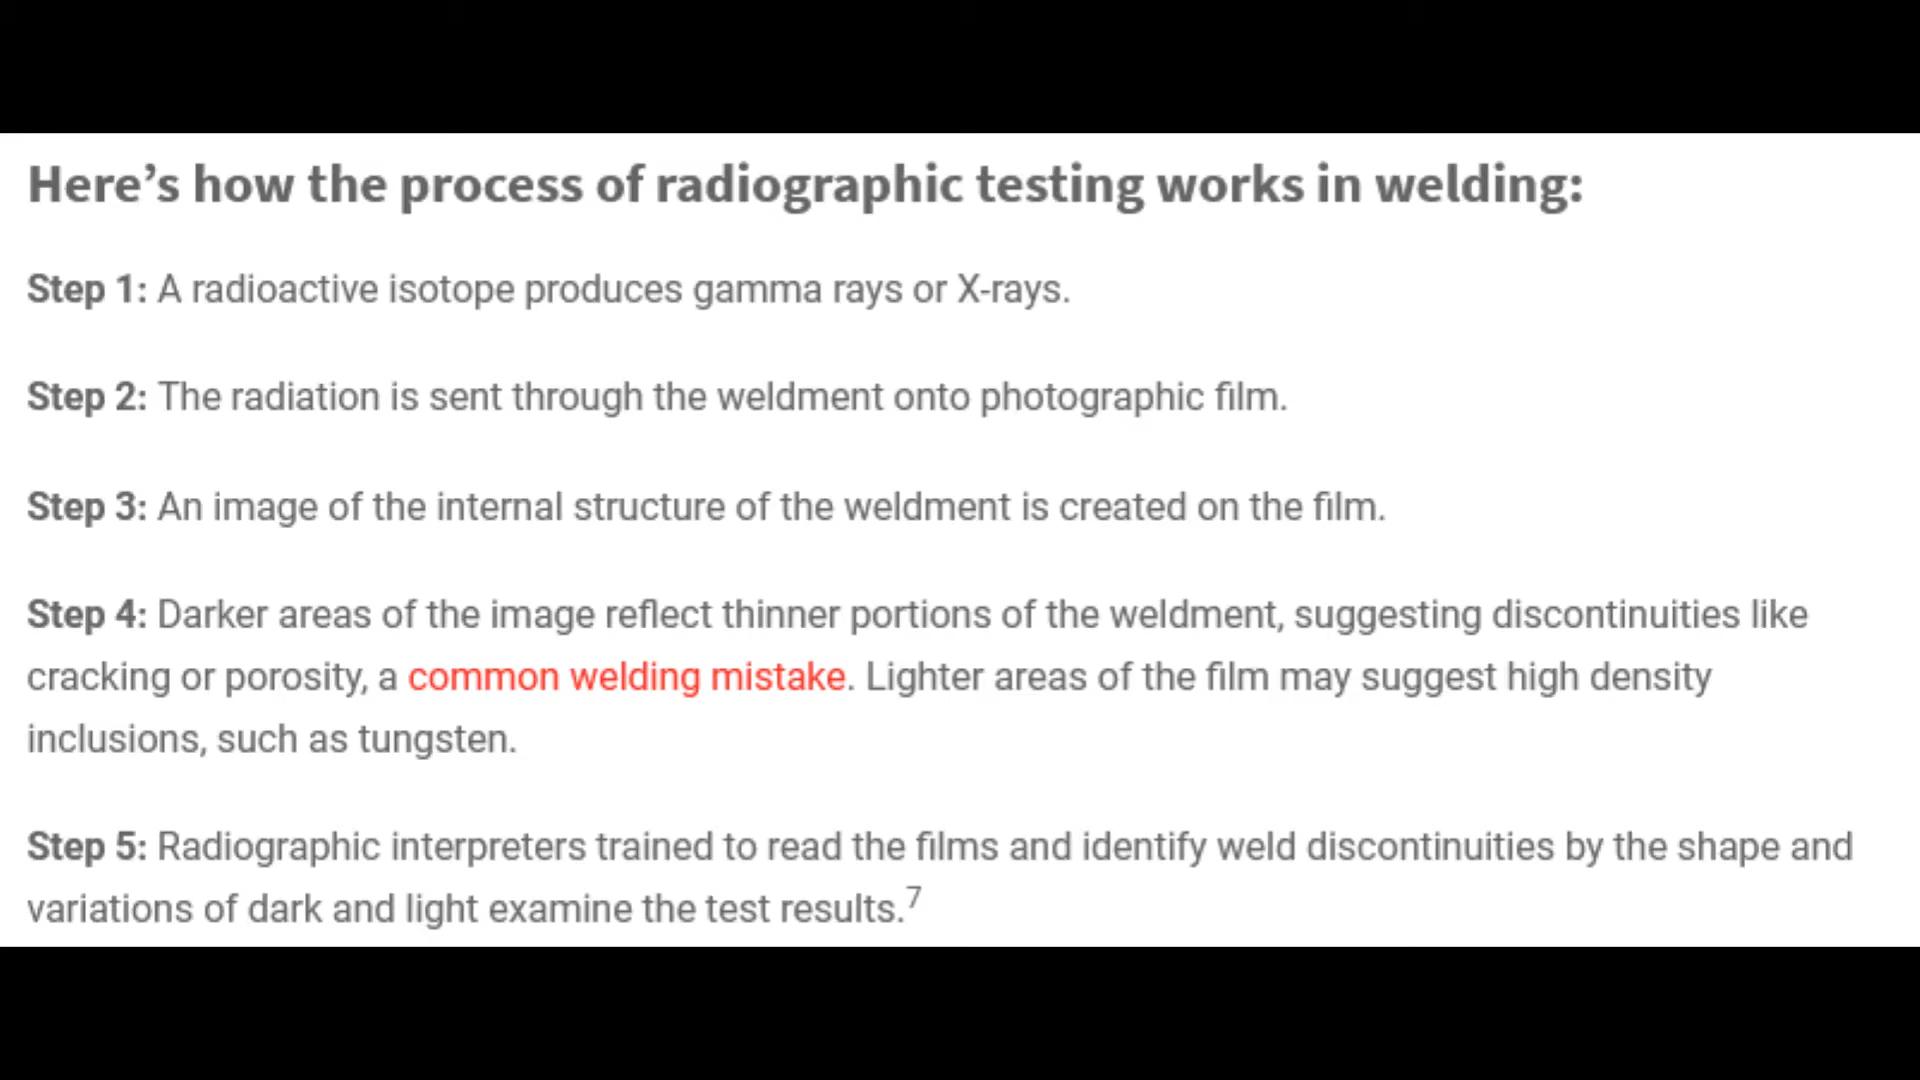 Here’s how the process of radiographic testing works in welding:
Step 1: A radioactive isotope produces gamma rays or X-rays.
Step 2: The radiation is sent through the weldment onto photographic film.
Step 3: An image of the internal structure of the weldment is created on the film.
Step 4: Darker areas of the image reflect thinner portions of the weldment, suggesting discontinuities like
cracking or porosity, a common welding mistake. Lighter areas of the film may suggest high density
inclusions, such as tungsten.
Step 5: Radiographic interpreters trained to read the films and identify weld discontinuities by the shape and
variations of dark and light examine the test results.7